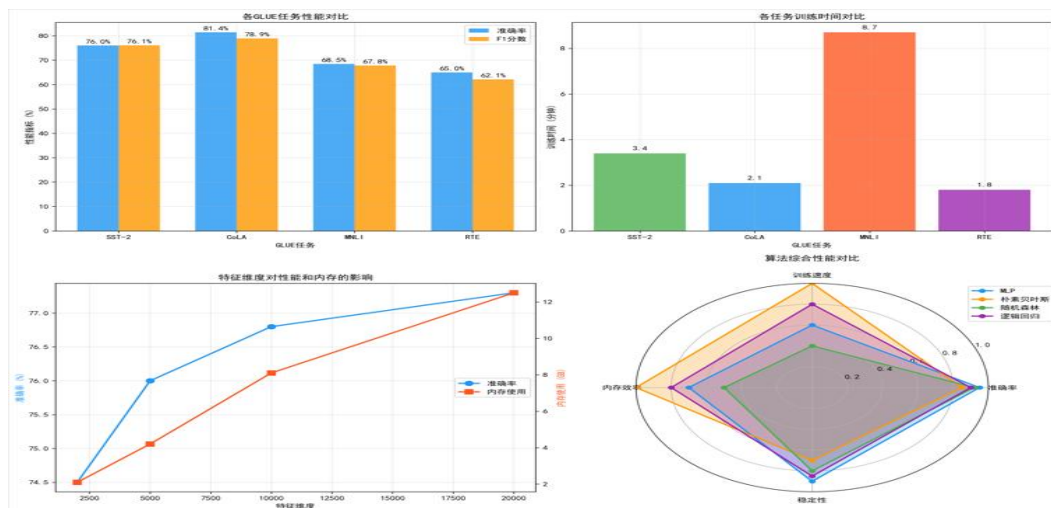 各GLUE任务性能对比
准确率
F1分数
76.0%
76.1%
81.4%
78.9%
68.5%
67.8%
65.0%
62.1%
80
70
60
50
40
30
20
10
0
性能指标 (%)
SST-2
CoLA
MNLI
RTE
GLUE任务
各任务训练时间对比
8.7
3.4
2.1
1.8
8
6
4
2
0
训练时间 (分钟)
SST-2
CoLA
MNLI
RTE
GLUE任务
特征维度对性能和内存的影响
77.0
76.5
76.0
75.5
75.0
74.5
准确率 (%)
准确率
内存使用
12
10
8
6
4
2
内存使用 (GB)
2500
5000
7500
10000
12500
15000
17500
20000
特征维度
算法综合性能对比
训练速度
MLP
朴素贝叶斯
随机森林
逻辑回归
1.0
0.8
0.4
0.2
内存效率
准确率
稳定性